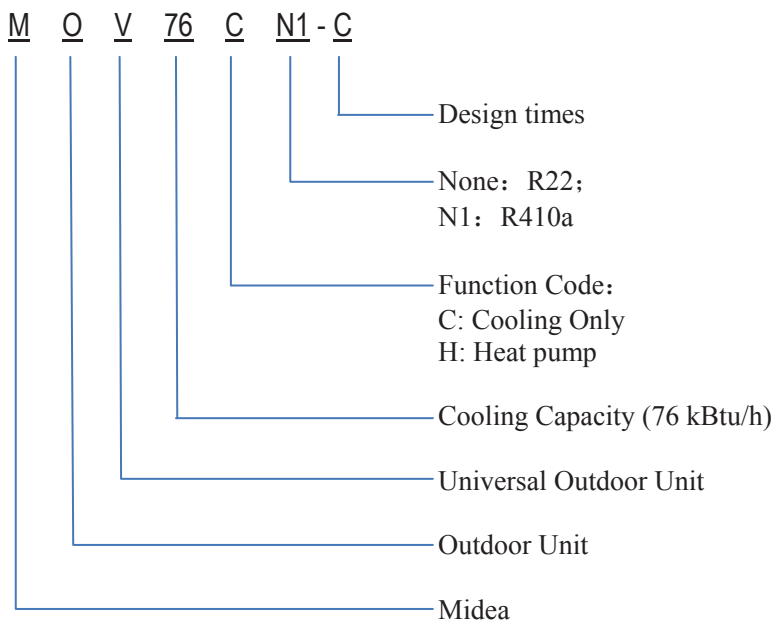 M O V 76 C N1 - C
Design times
None：R22；
N1：R410a
Function Code：
C: Cooling Only
H: Heat pump
Cooling Capacity (76 kBtu/h)
Universal Outdoor Unit
Outdoor Unit
Midea